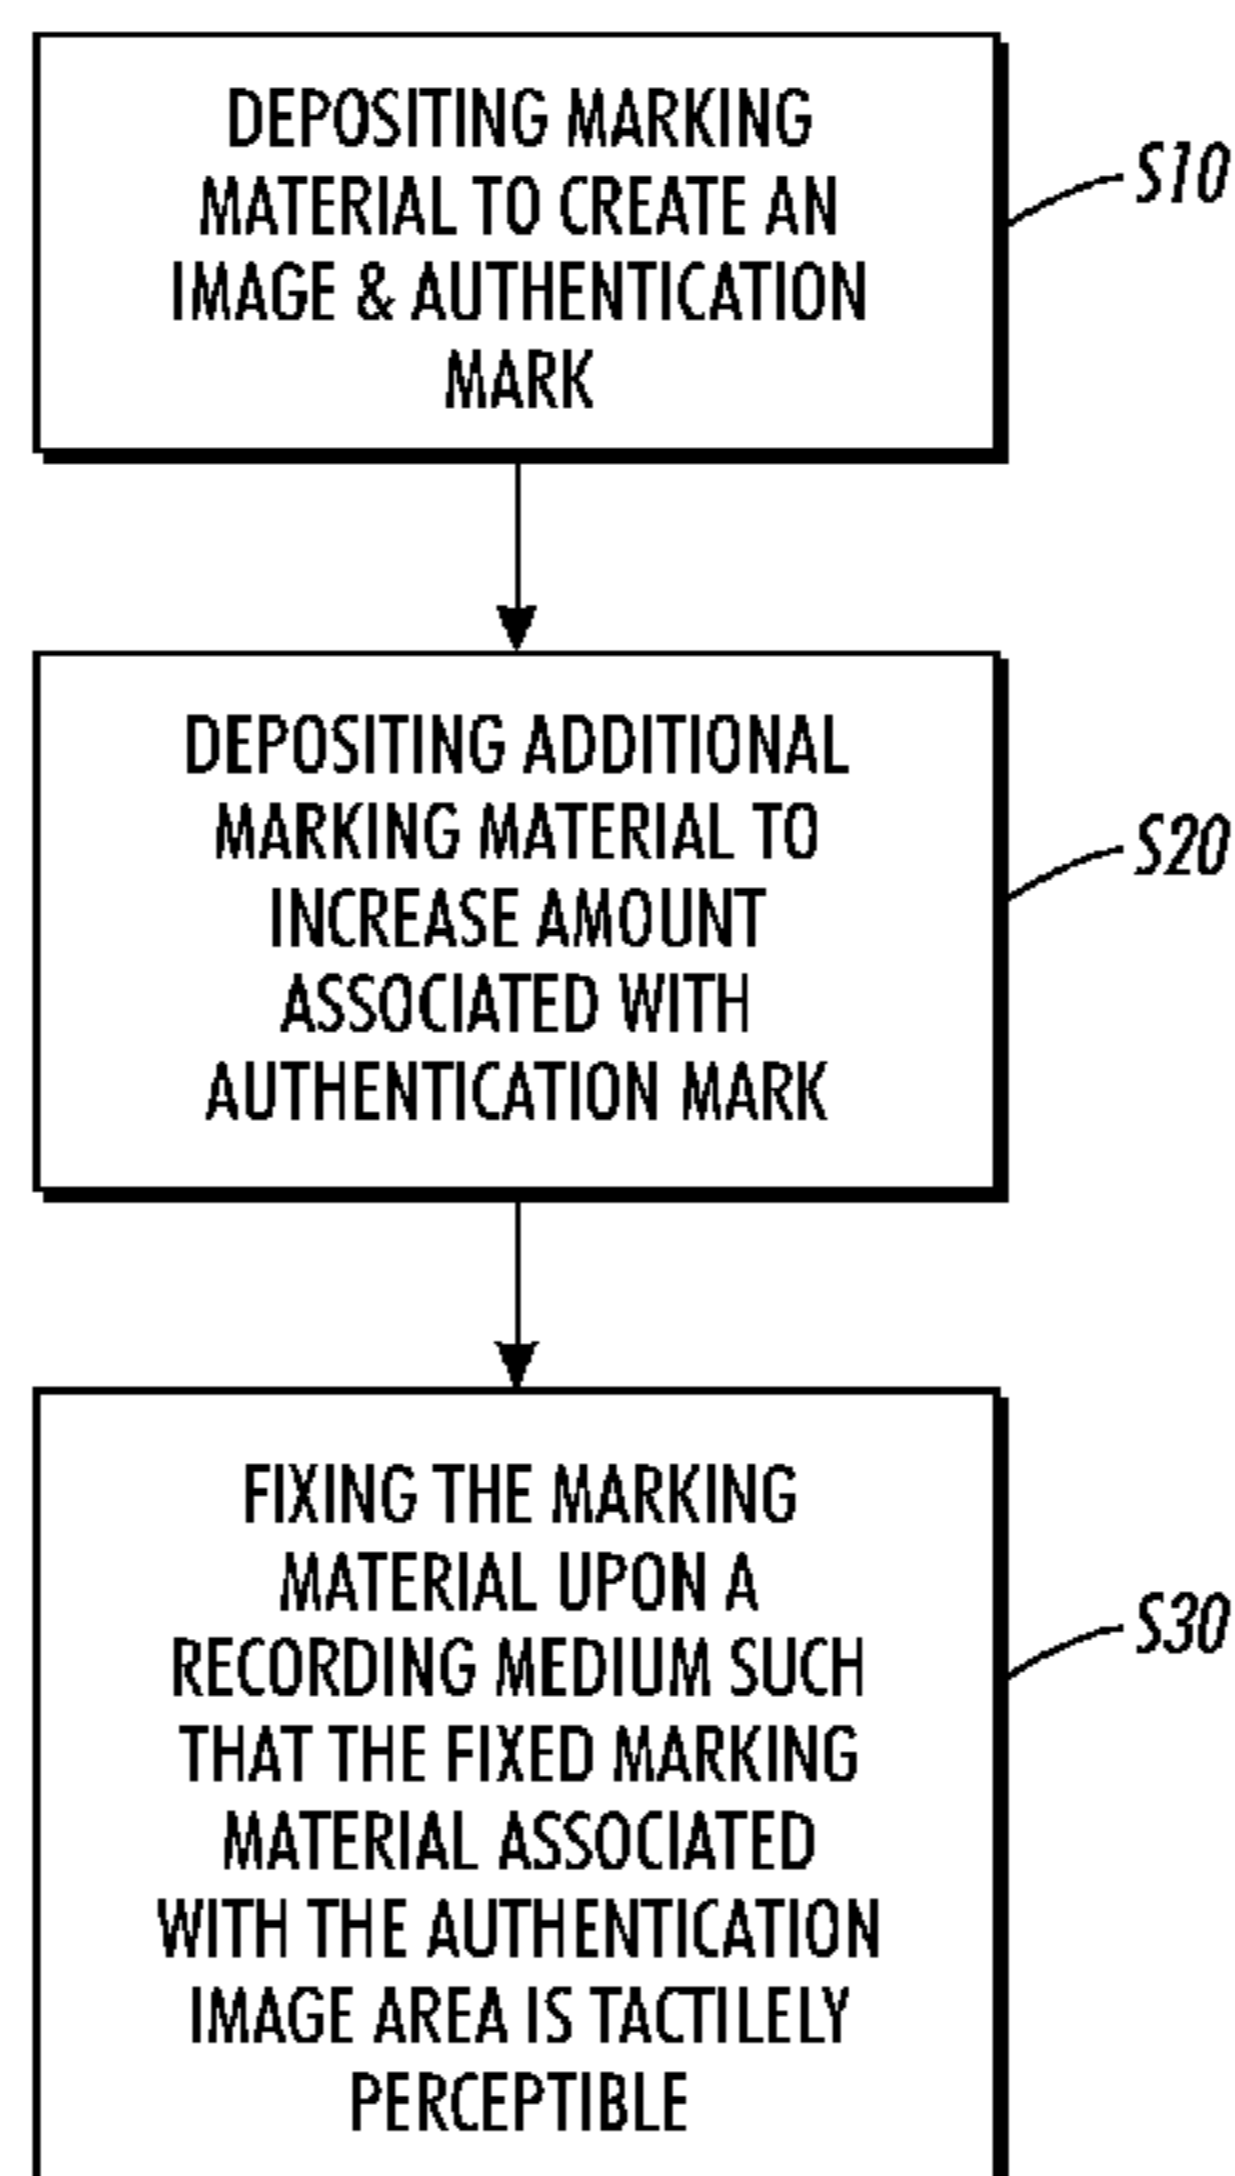 DEPOSITING MARKING
MATERIAL TO CREATE AN
IMAGE & AUTHENTICATION
MARK
S10
DEPOSITING ADDITIONAL
MARKING MATERIAL TO
INCREASE AMOUNT
ASSOCIATED WITH
AUTHENTICATION MARK
S20
FIXING THE MARKING
MATERIAL UPON A
RECORDING MEDIUM SUCH
THAT THE FIXED MARKING
MATERIAL ASSOCIATED
WITH THE AUTHENTICATION
IMAGE AREA IS TACTILELY
PERCEPTIBLE
S30